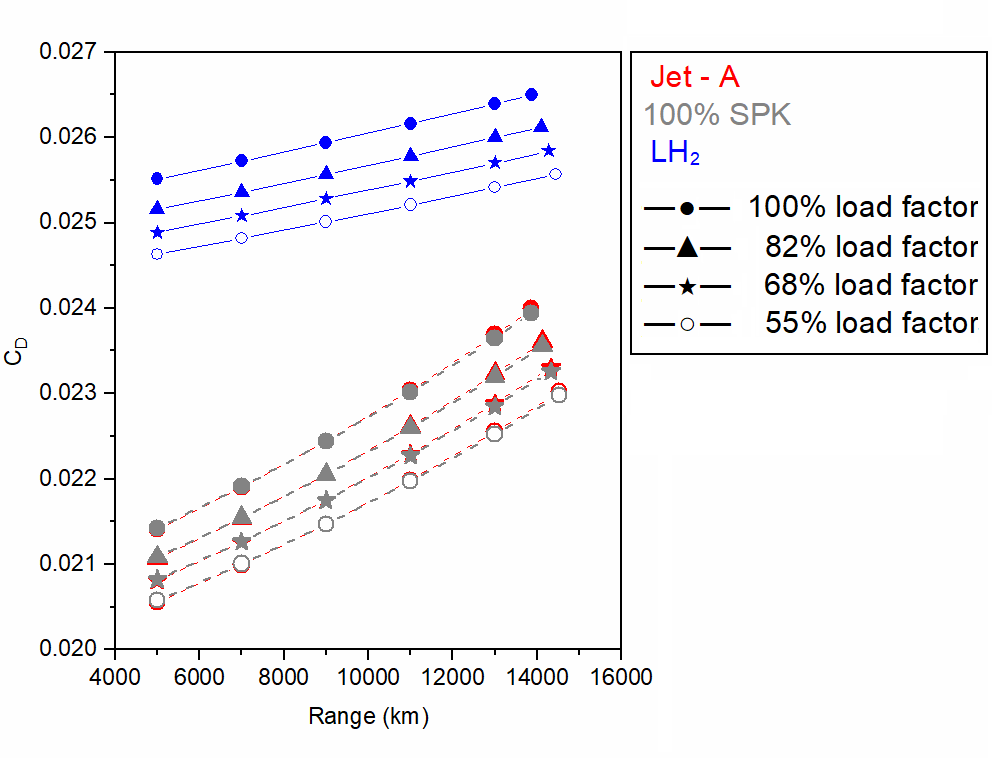 0.027
0.026
0.025
0.024
0.023
0.022
0.021
0.020
C_D
4000 6000 8000 10000 12000 14000 16000
Range (km)
Jet - A
100% SPK
LH₂
100% load factor
82% load factor
68% load factor
55% load factor